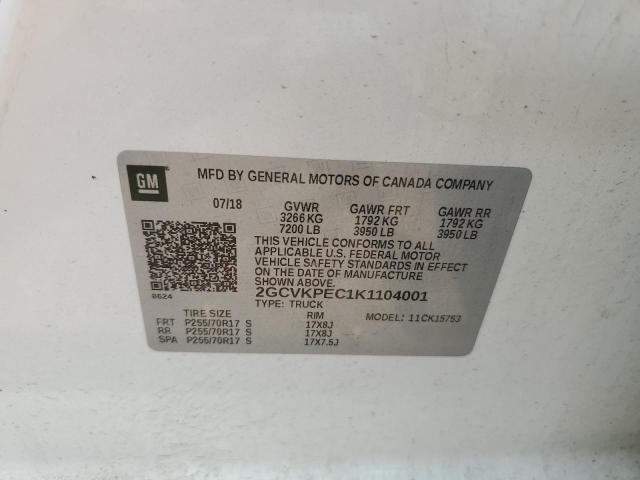 GM
MFD BY GENERAL MOTORS OF CANADA COMPANY
07/18 GVWR GAWR FRT GAWR RR
3266 KG 1792 KG 1792 KG
7200 LB 3950 LB 3950 LB
THIS VEHICLE CONFORMS TO ALL
APPLICABLE U.S. FEDERAL MOTOR
VEHICLE SAFETY STANDARDS IN EFFECT
ON THE DATE OF MANUFACTURE
SHOWN ABOVE.
8624 2GCVKPEC1K1104001
TYPE: TRUCK MODEL: 11CK15753
TIRE SIZE RIM
FRT P255/70R17 S 17X8J
RR P255/70R17 S 17X8J
SPA P255/70R17 S 17X7.5J